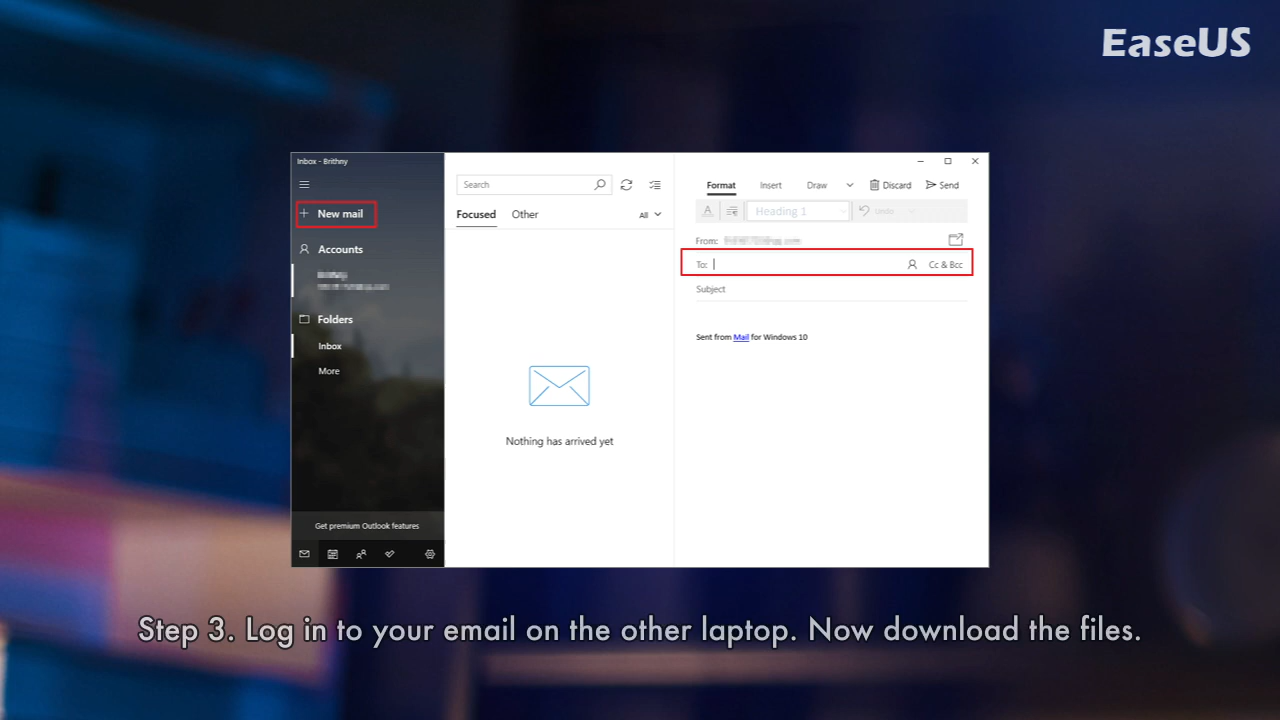 EaseUS
Inbox - Brithny
Search
Format Insert Draw Discard Send
+ New mail
Focused Other All
Heading 1 Undo
From:
Accounts
To: Cc & Bcc
Subject
Folders
Sent from Mail for Windows 10
Inbox
More
Nothing has arrived yet
Get premium Outlook features
Step 3. Log in to your email on the other laptop. Now download the files.